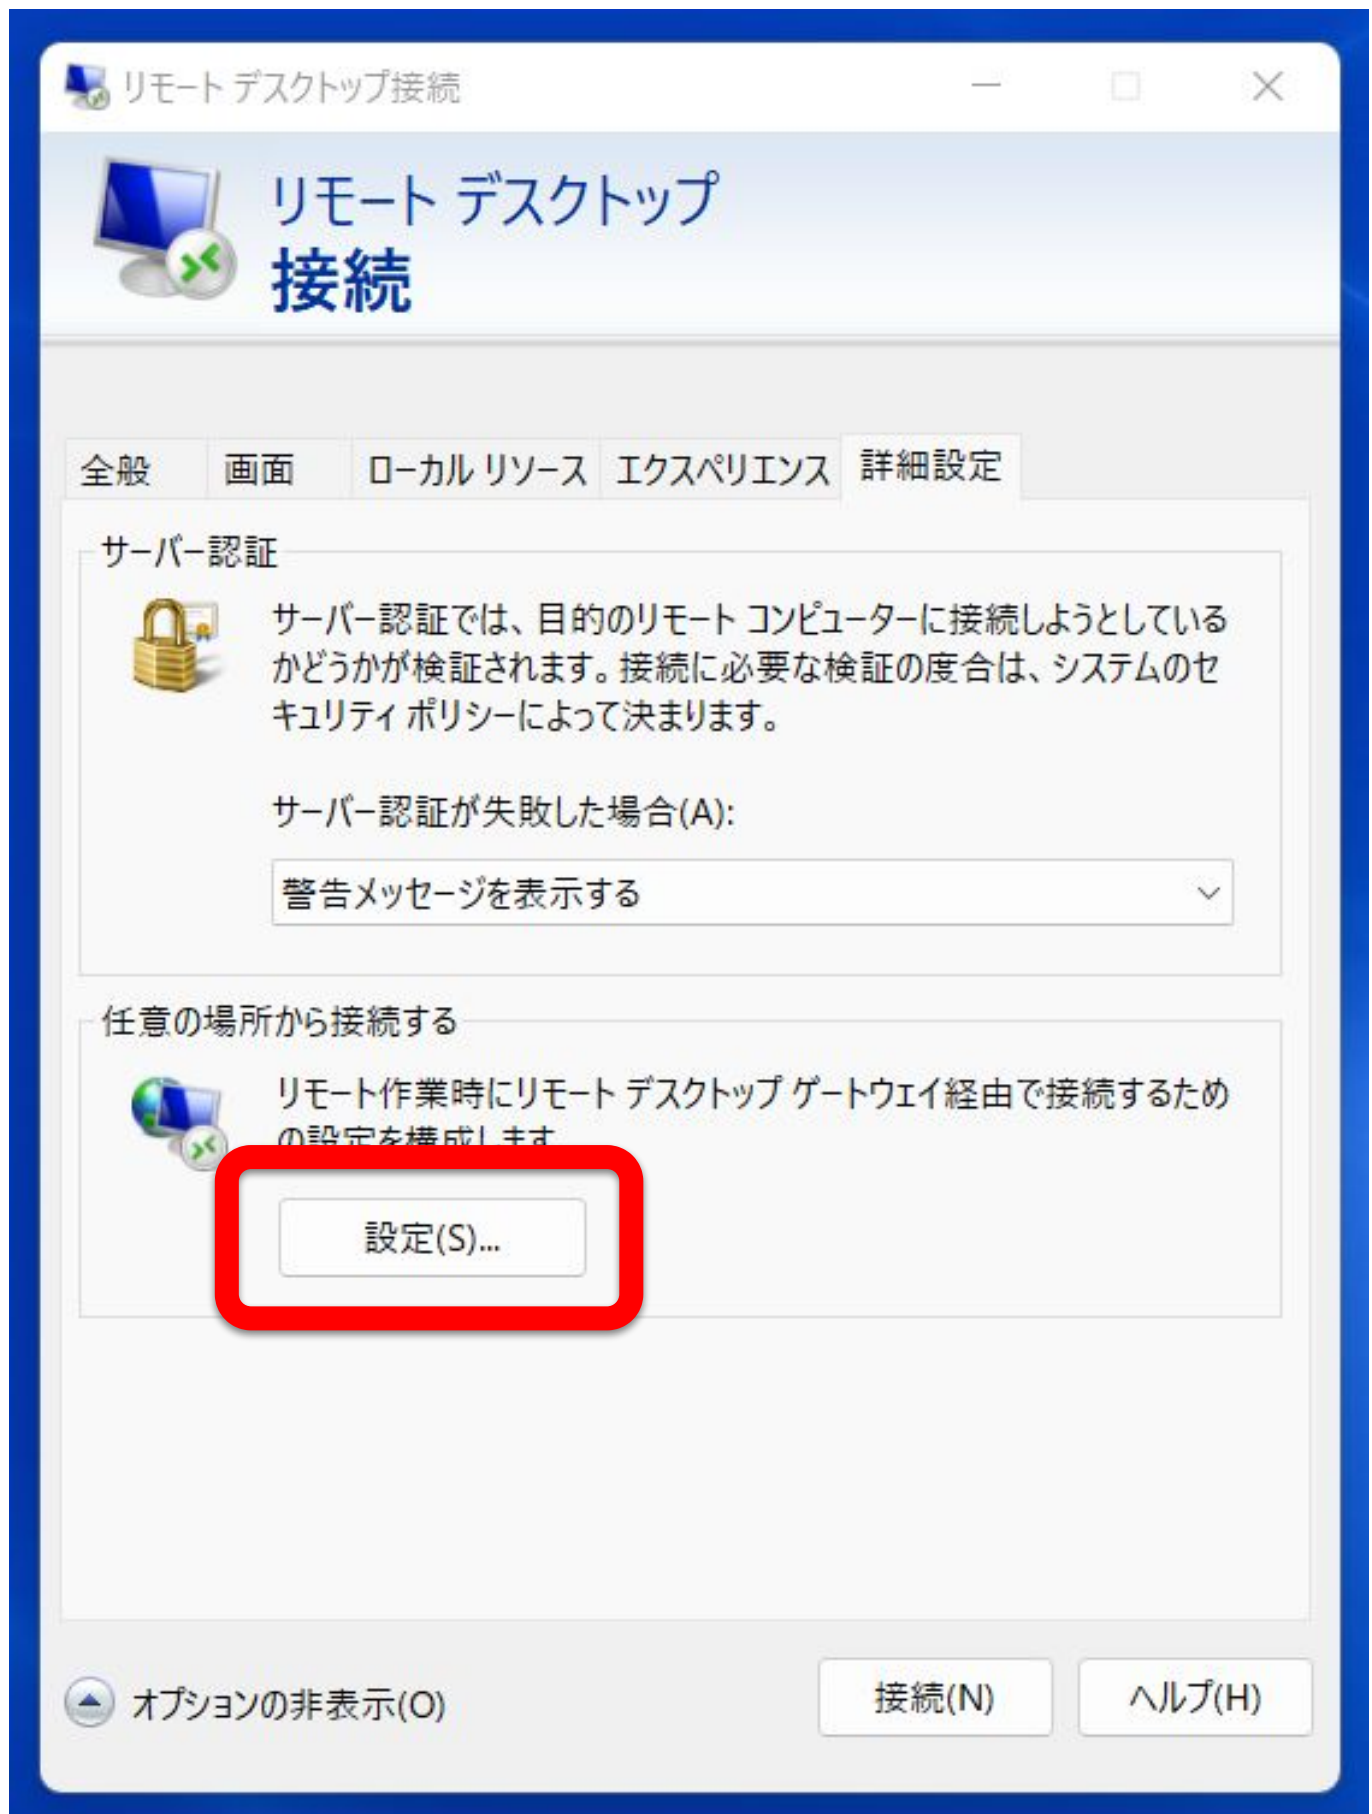 リモート デスクトップ接続
リモート デスクトップ
接続
全般
画面
ローカル リソース
エクスペリエンス
詳細設定
サーバー認証
サーバー認証では、目的のリモート コンピューターに接続しようとしている
かどうかが検証されます。接続に必要な検証の度合は、システムのセ
キュリティ ポリシーによって決まります。
サーバー認証が失敗した場合(A):
警告メッセージを表示する
任意の場所から接続する
リモート作業時にリモート デスクトップ ゲートウェイ経由で接続するため
の設定を構成します
設定(S)...
オプションの非表示(O)
接続(N)
ヘルプ(H)